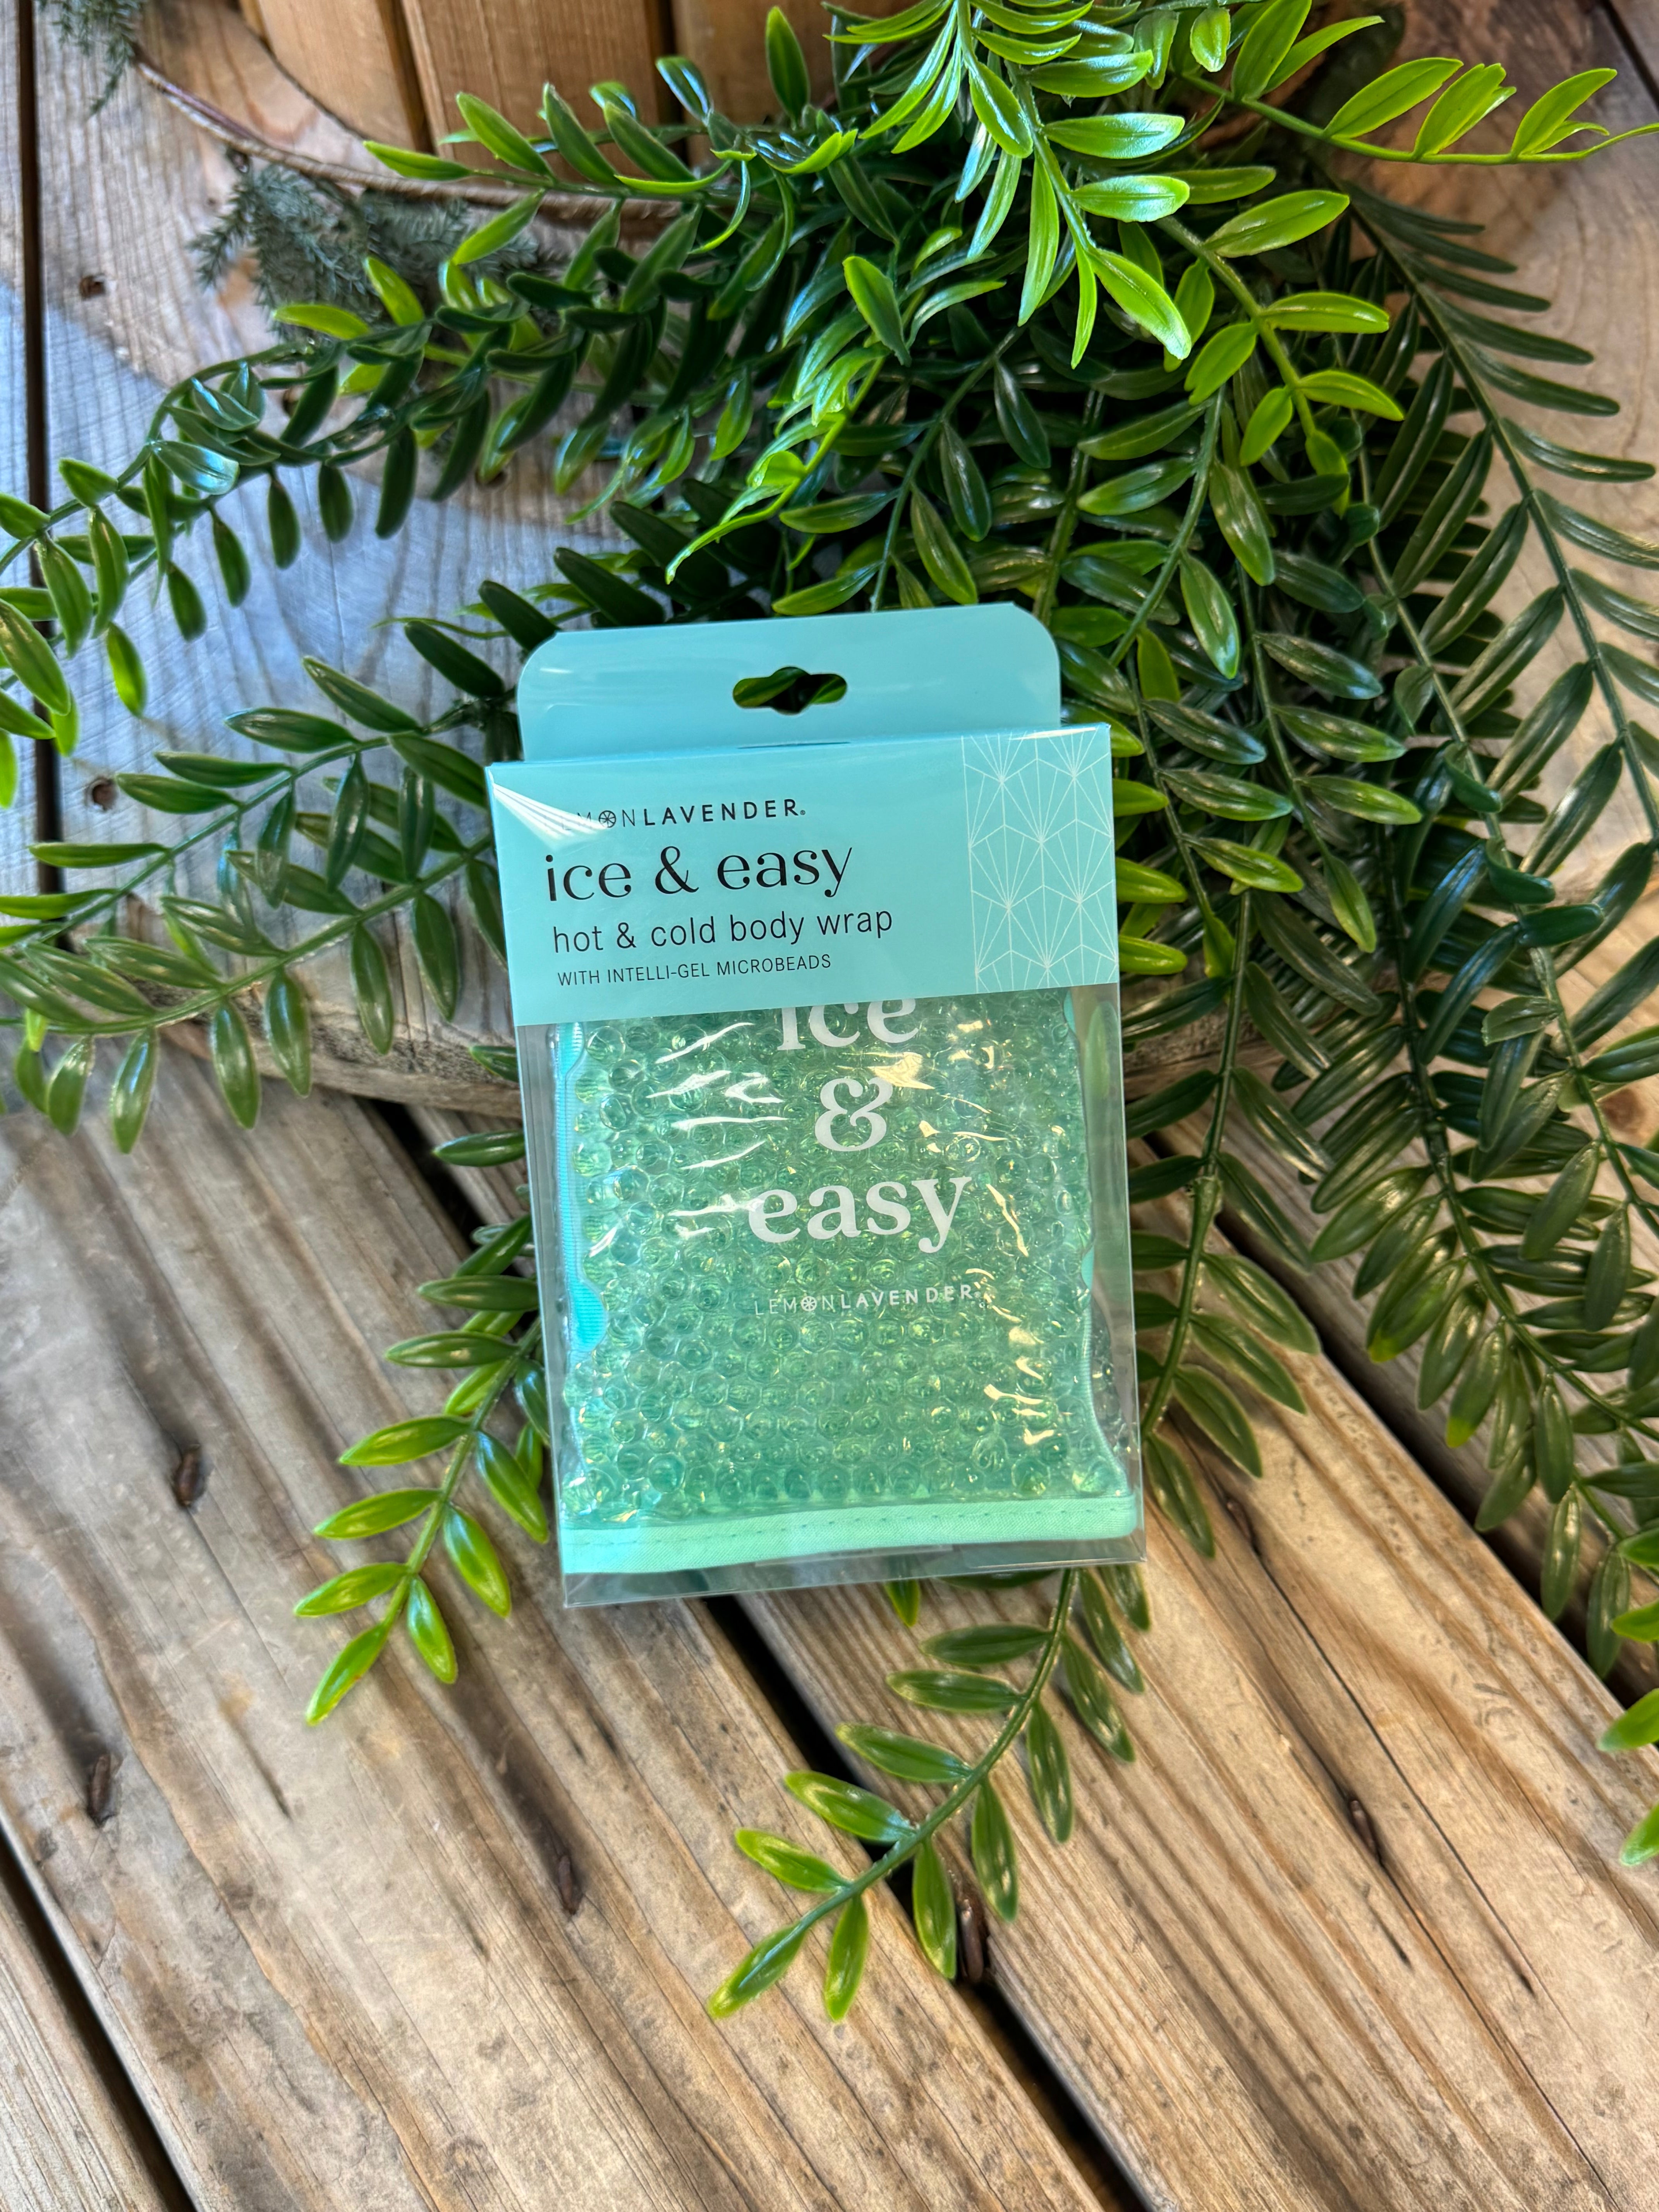 LEMONLAVENDER®
ice & easy
hot & cold body wrap
WITH INTELLI-GEL MICROBEADS
ice
&
easy
LEMONLAVENDER®